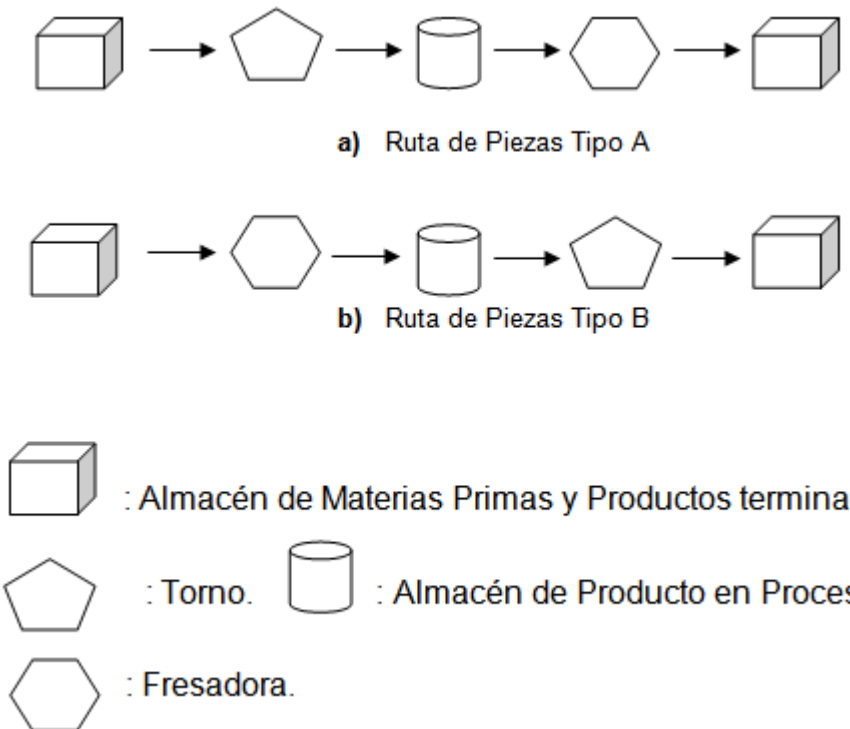 a) Ruta de Piezas Tipo A
b) Ruta de Piezas Tipo B
: Almacén de Materias Primas y Productos termina
: Torno. : Almacén de Producto en Proces
: Fresadora.